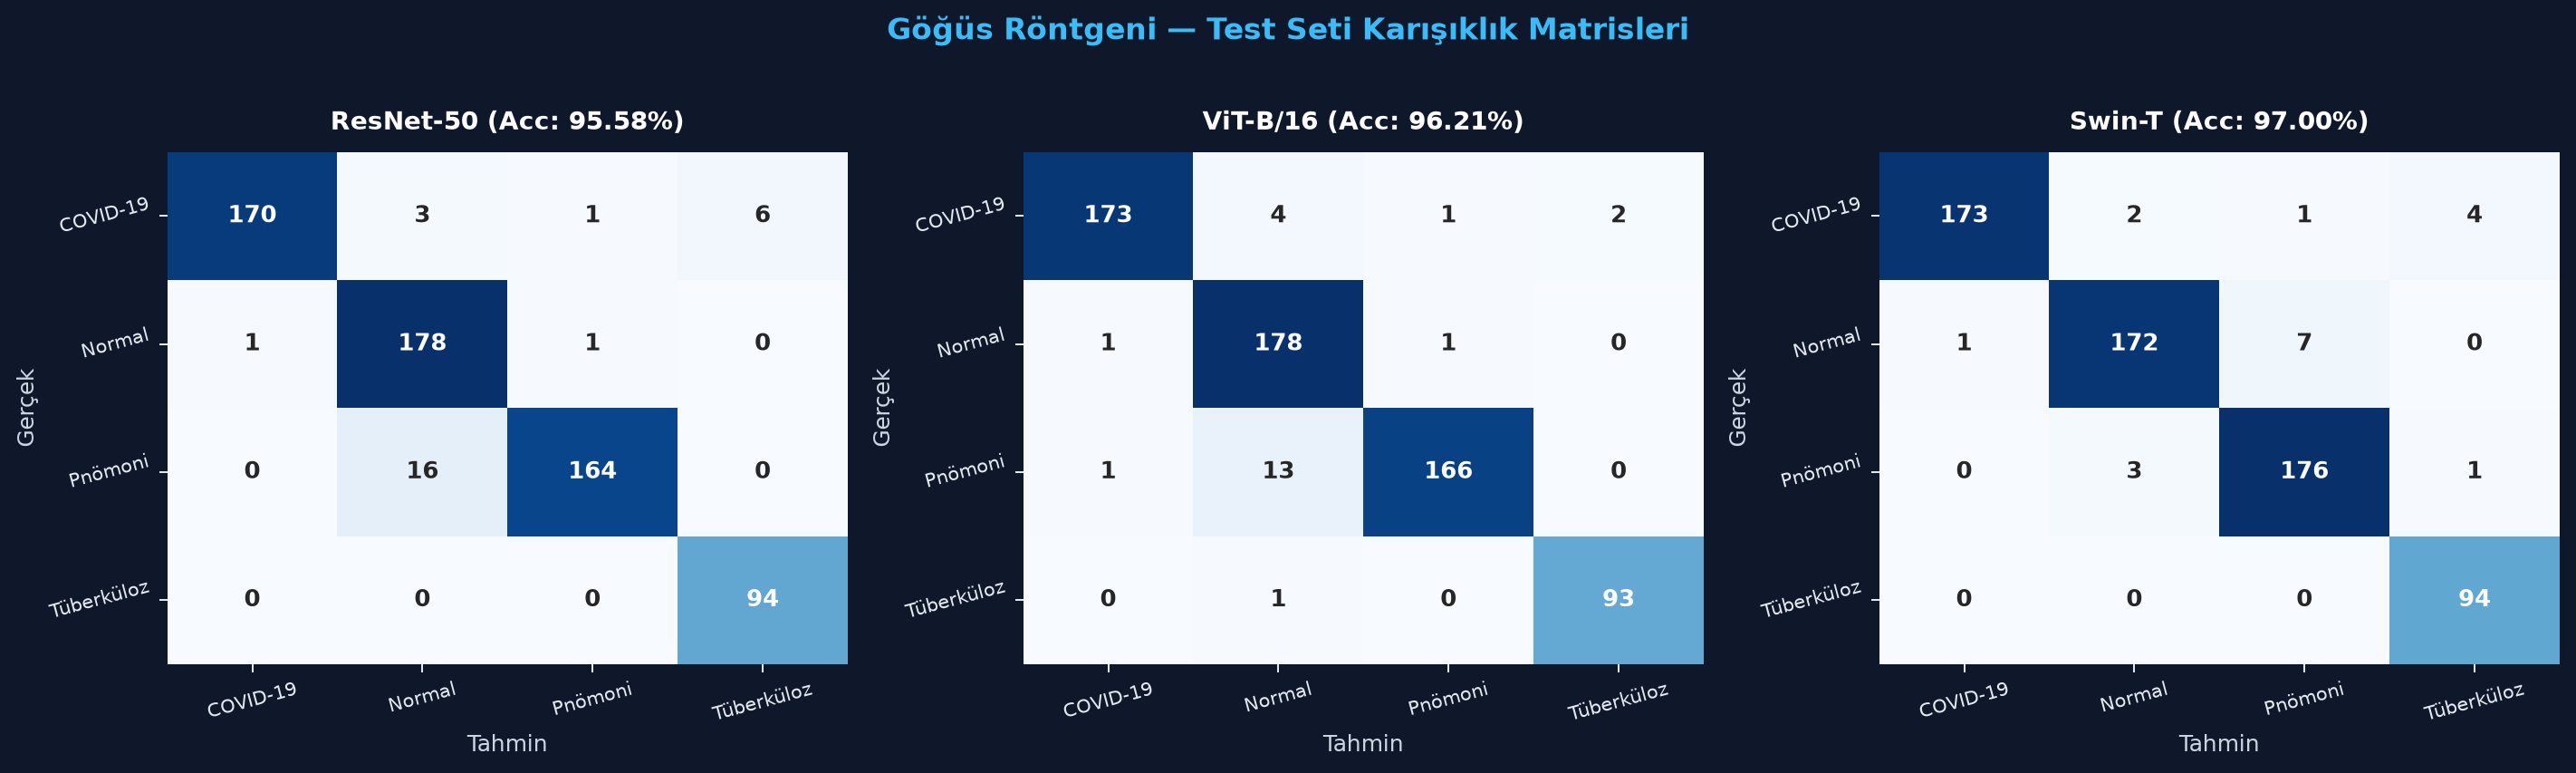 Göğüs Röntgeni — Test Seti Karışıklık Matrisleri
ResNet-50 (Acc: 95.58%)
Gerçek
COVID-19 170 3 1 6
Normal 1 178 1 0
Pnömoni 0 16 164 0
Tüberküloz 0 0 0 94
COVID-19 Normal Pnömoni Tüberküloz
Tahmin
ViT-B/16 (Acc: 96.21%)
Gerçek
COVID-19 173 4 1 2
Normal 1 178 1 0
Pnömoni 1 13 166 0
Tüberküloz 0 1 0 93
COVID-19 Normal Pnömoni Tüberküloz
Tahmin
Swin-T (Acc: 97.00%)
Gerçek
COVID-19 173 2 1 4
Normal 1 172 7 0
Pnömoni 0 3 176 1
Tüberküloz 0 0 0 94
COVID-19 Normal Pnömoni Tüberküloz
Tahmin